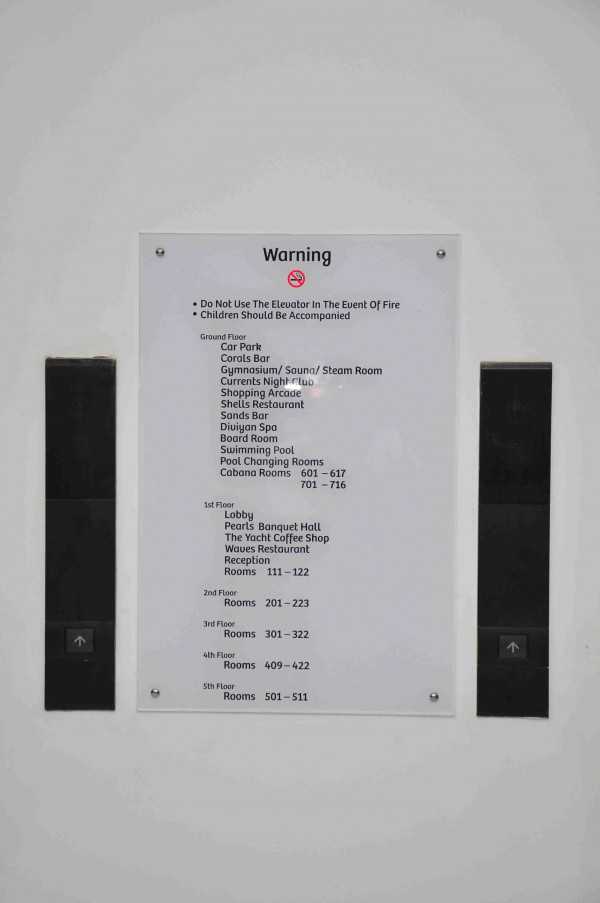 Warning
• Do Not Use The Elevator In The Event Of Fire
• Children Should Be Accompanied
Ground Floor
Car Park
Corals Bar
Gymnasium/ Sauna/ Steam Room
Currents Night Club
Shopping Arcade
Shells Restaurant
Sands Bar
Diviyan Spa
Board Room
Swimming Pool
Pool Changing Rooms
Cabana Rooms 601 – 617
701 – 716
1st Floor
Lobby
Pearls Banquet Hall
The Yacht Coffee Shop
Waves Restaurant
Reception
Rooms 111 – 122
2nd Floor
Rooms 201 – 223
3rd Floor
Rooms 301 – 322
4th Floor
Rooms 409 – 422
5th Floor
Rooms 501 – 511